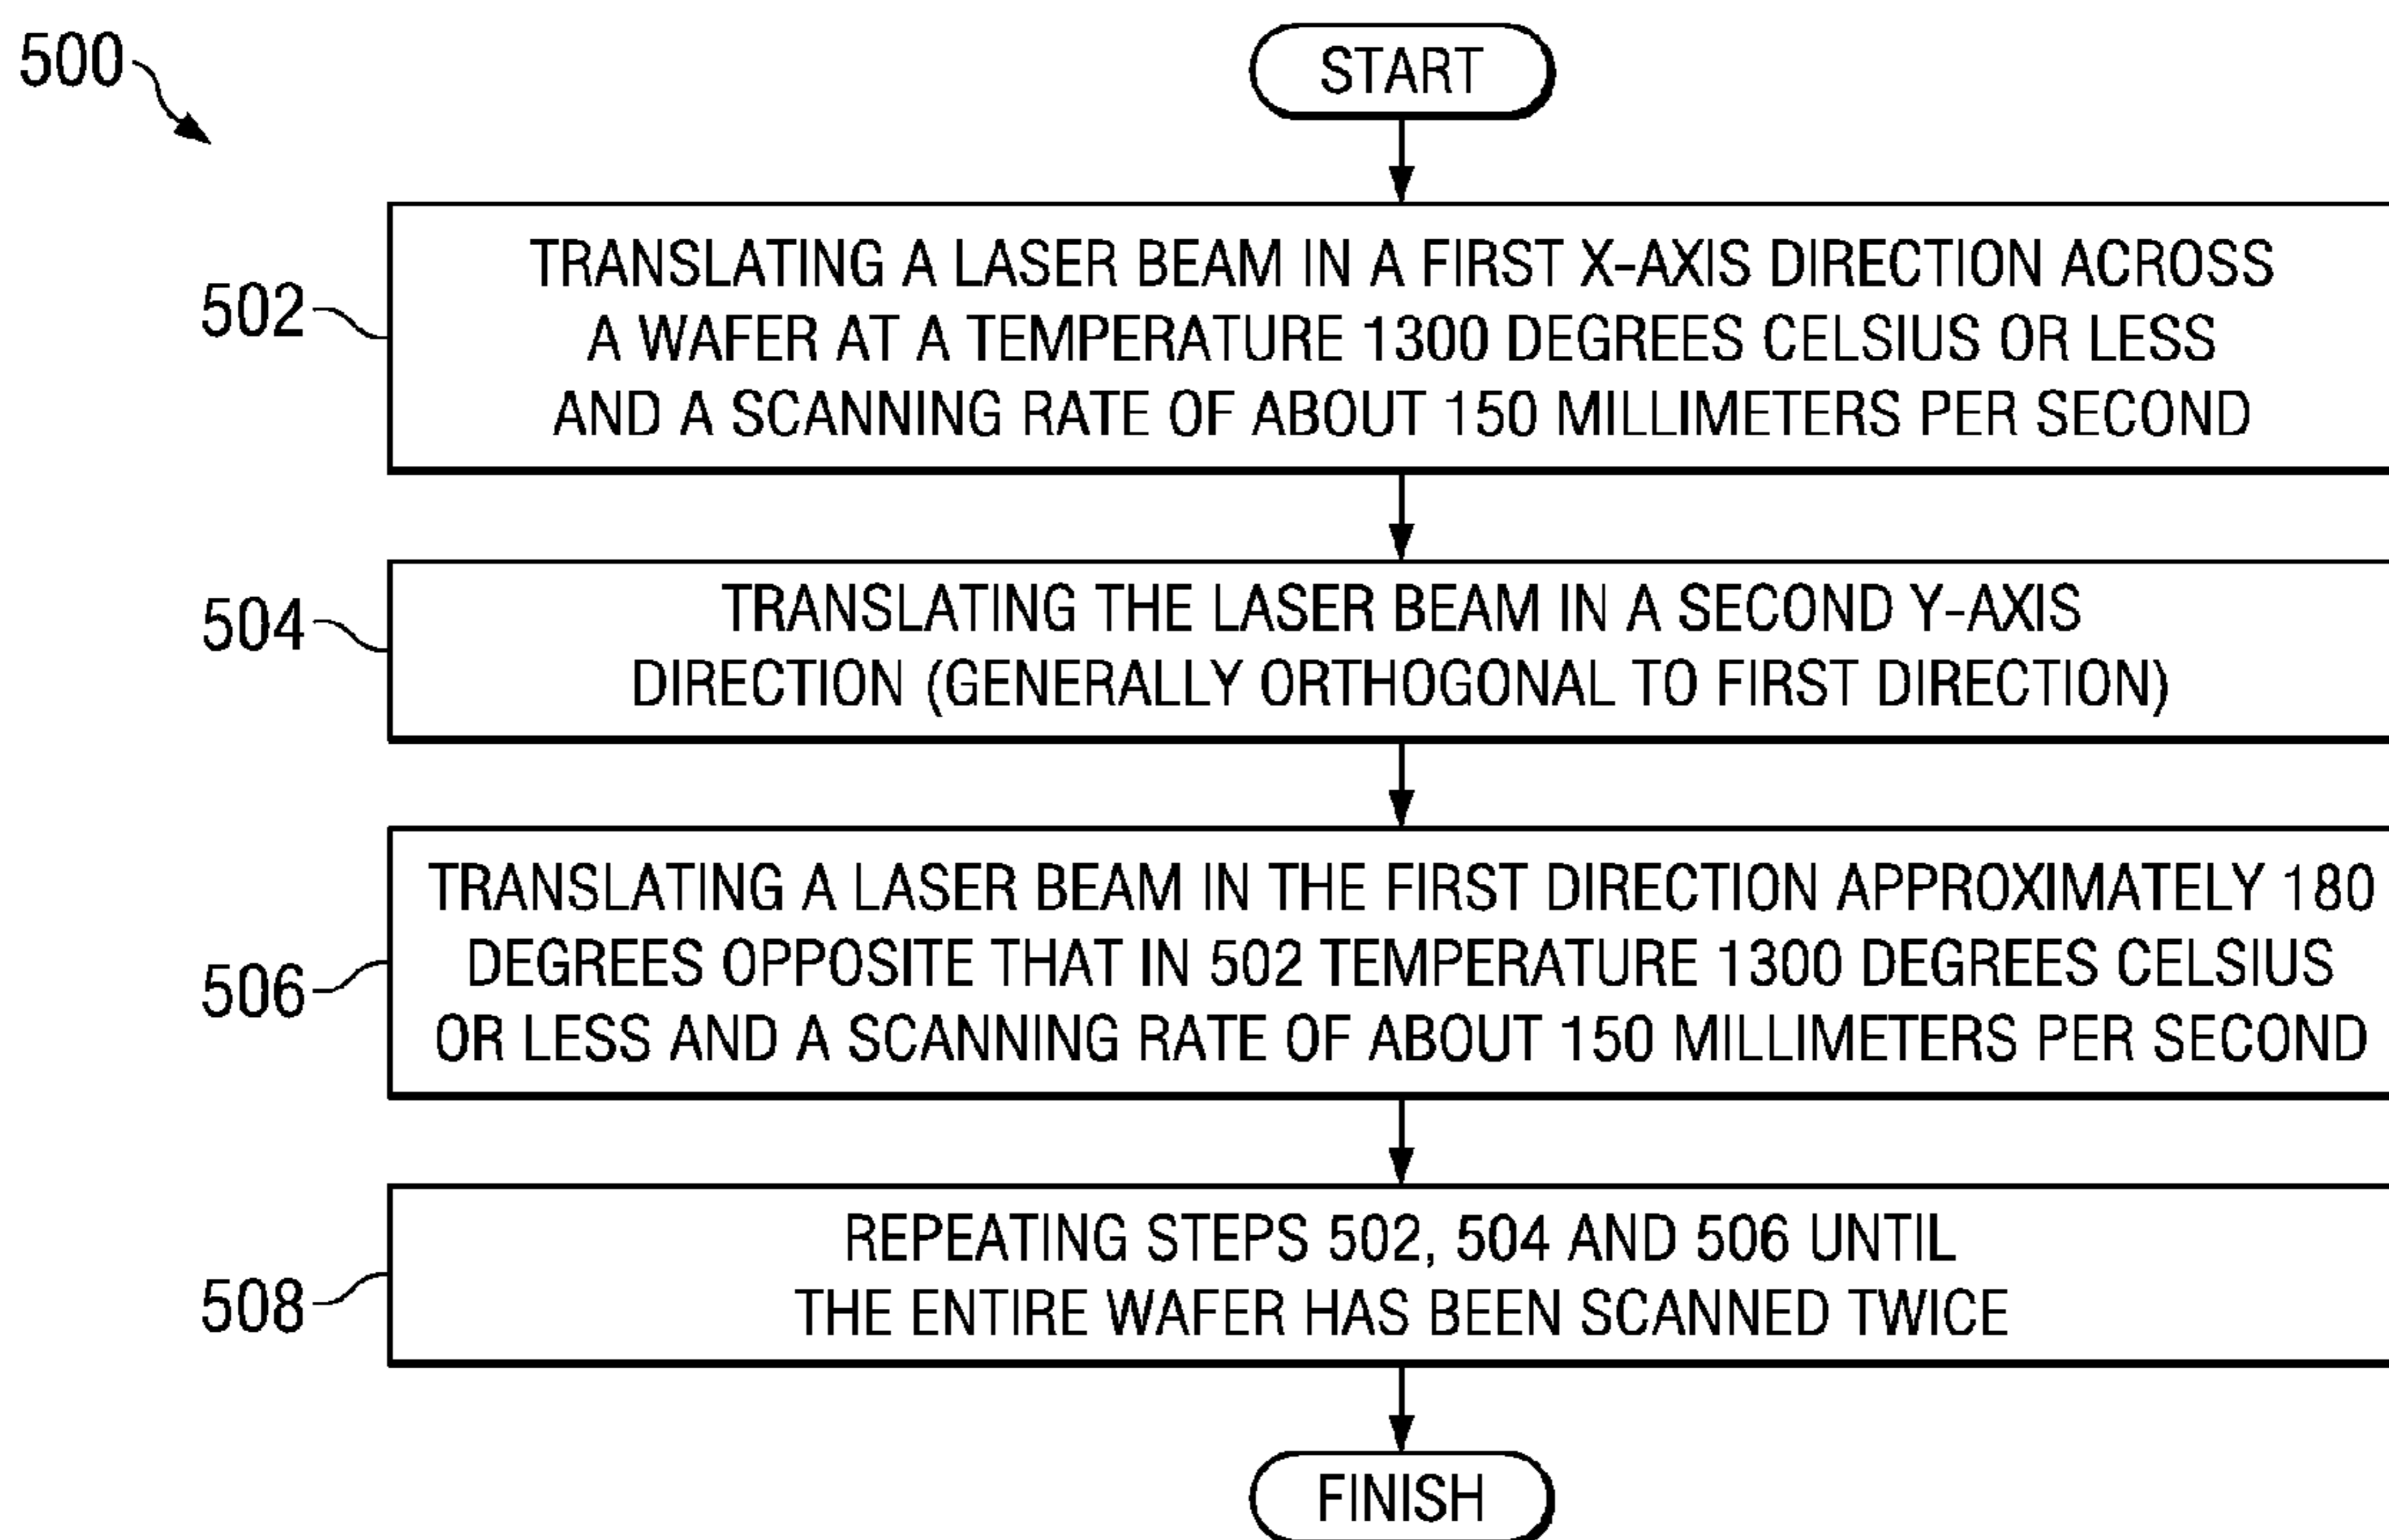 500
START
502
TRANSLATING A LASER BEAM IN A FIRST X-AXIS DIRECTION ACROSS
A WAFER AT A TEMPERATURE 1300 DEGREES CELSIUS OR LESS
AND A SCANNING RATE OF ABOUT 150 MILLIMETERS PER SECOND
504
TRANSLATING THE LASER BEAM IN A SECOND Y-AXIS
DIRECTION (GENERALLY ORTHOGONAL TO FIRST DIRECTION)
506
TRANSLATING A LASER BEAM IN THE FIRST DIRECTION APPROXIMATELY 180
DEGREES OPPOSITE THAT IN 502 TEMPERATURE 1300 DEGREES CELSIUS
OR LESS AND A SCANNING RATE OF ABOUT 150 MILLIMETERS PER SECOND
508
REPEATING STEPS 502, 504 AND 506 UNTIL
THE ENTIRE WAFER HAS BEEN SCANNED TWICE
FINISH